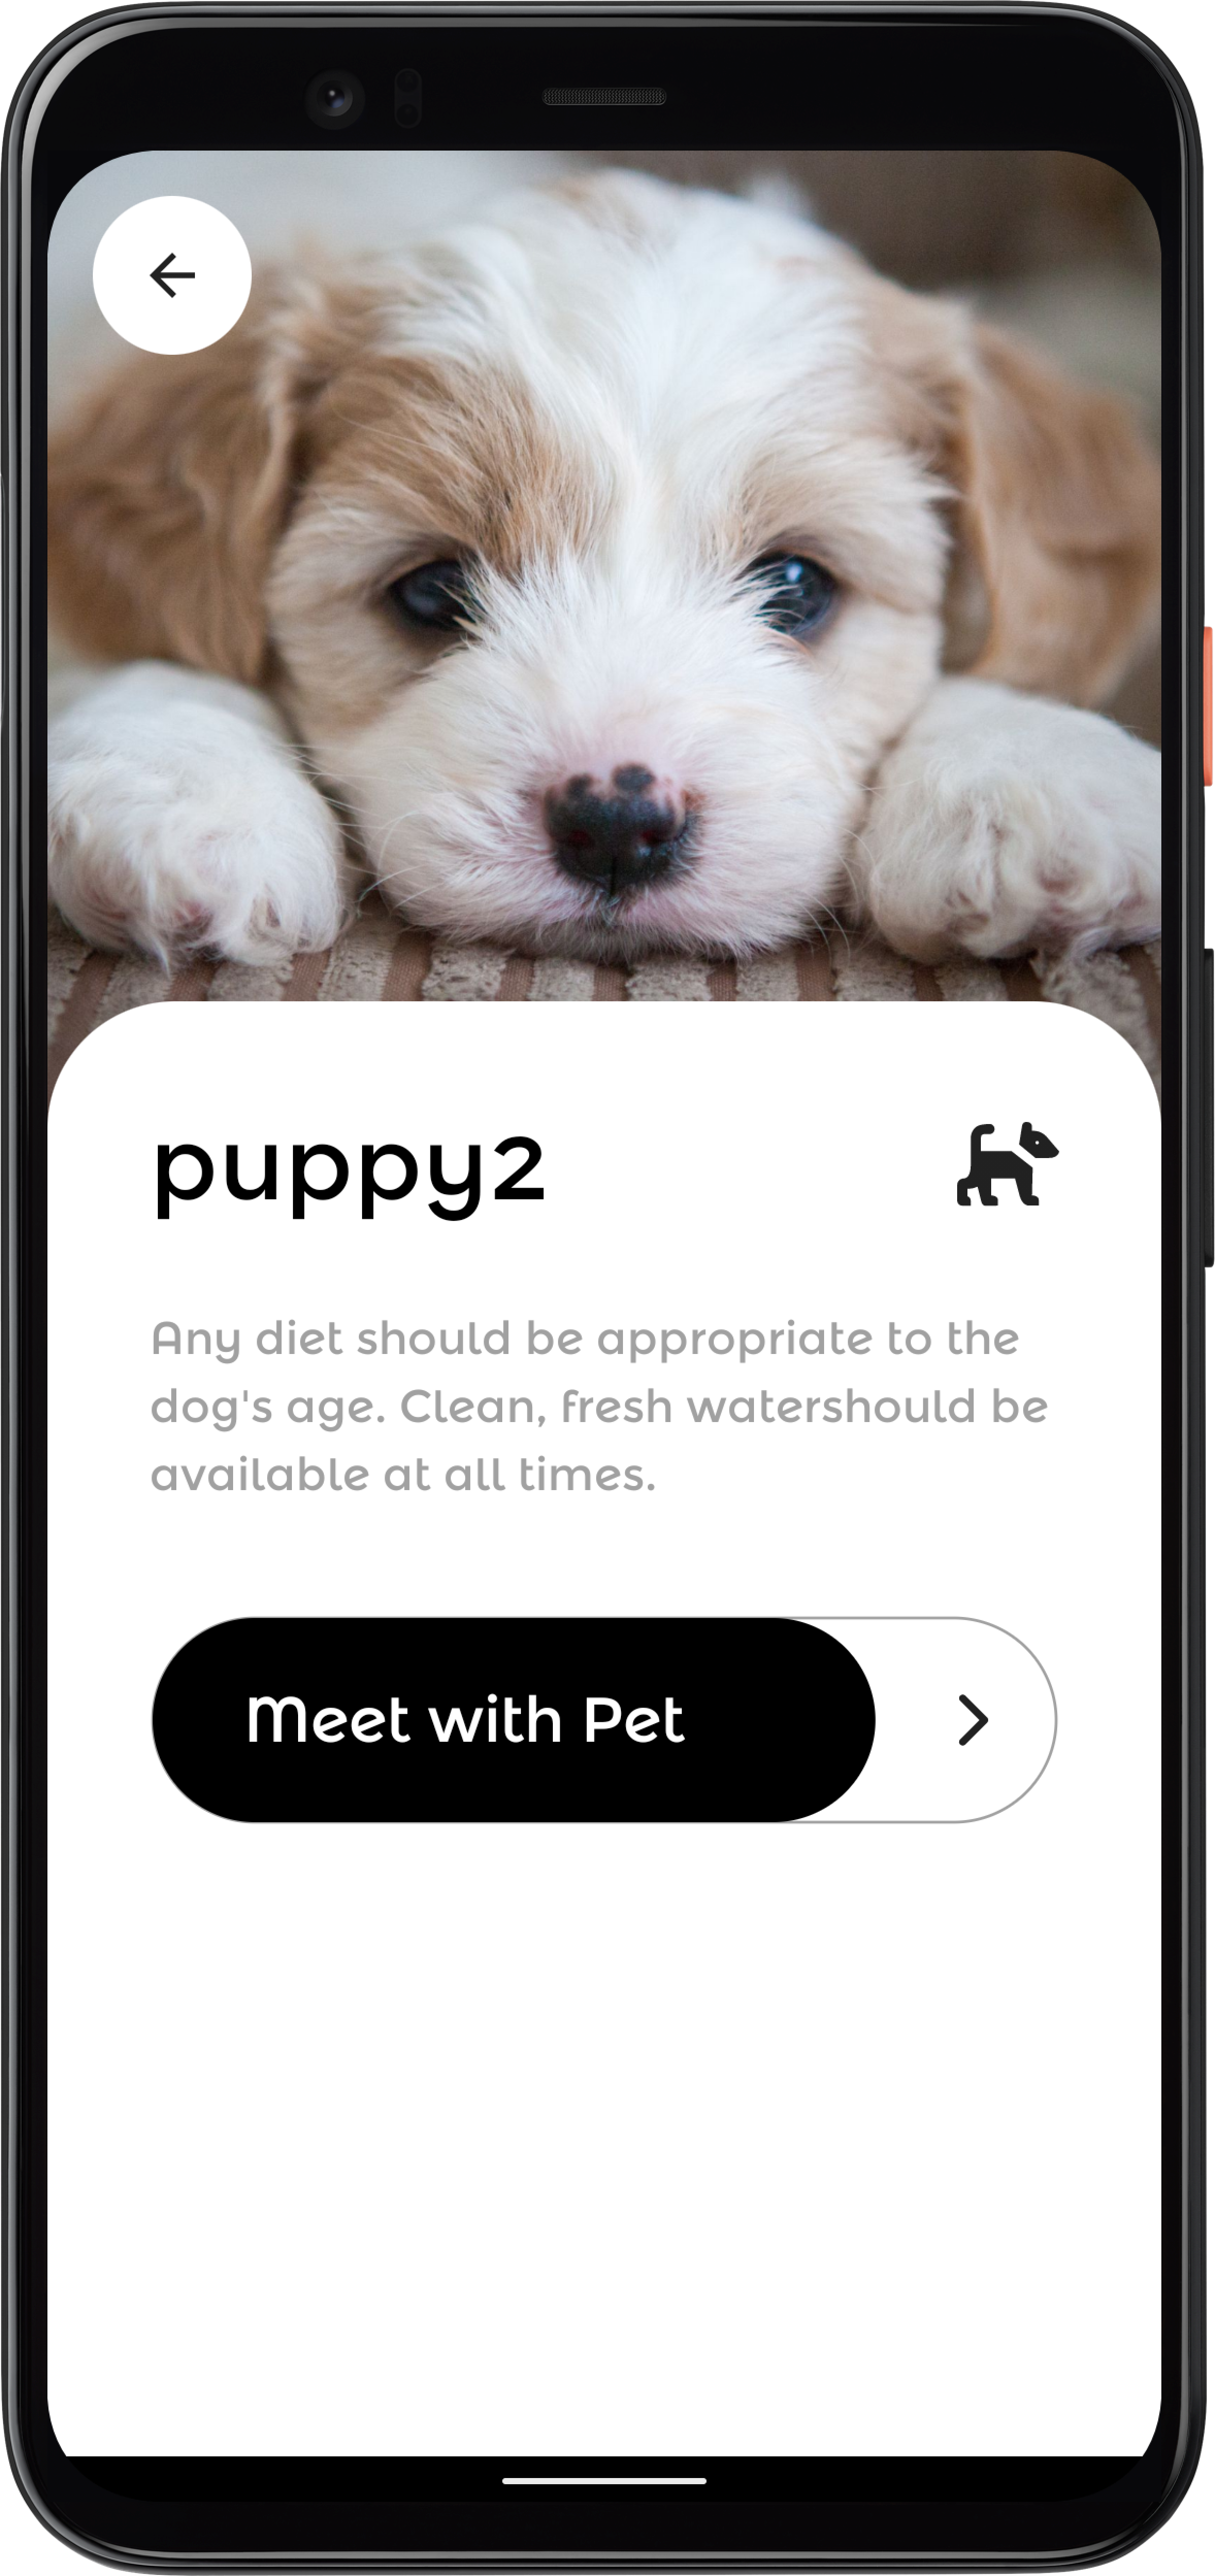 puppy2
Any diet should be appropriate to the
dog's age. Clean, fresh watershould be
available at all times.
Meet with Pet